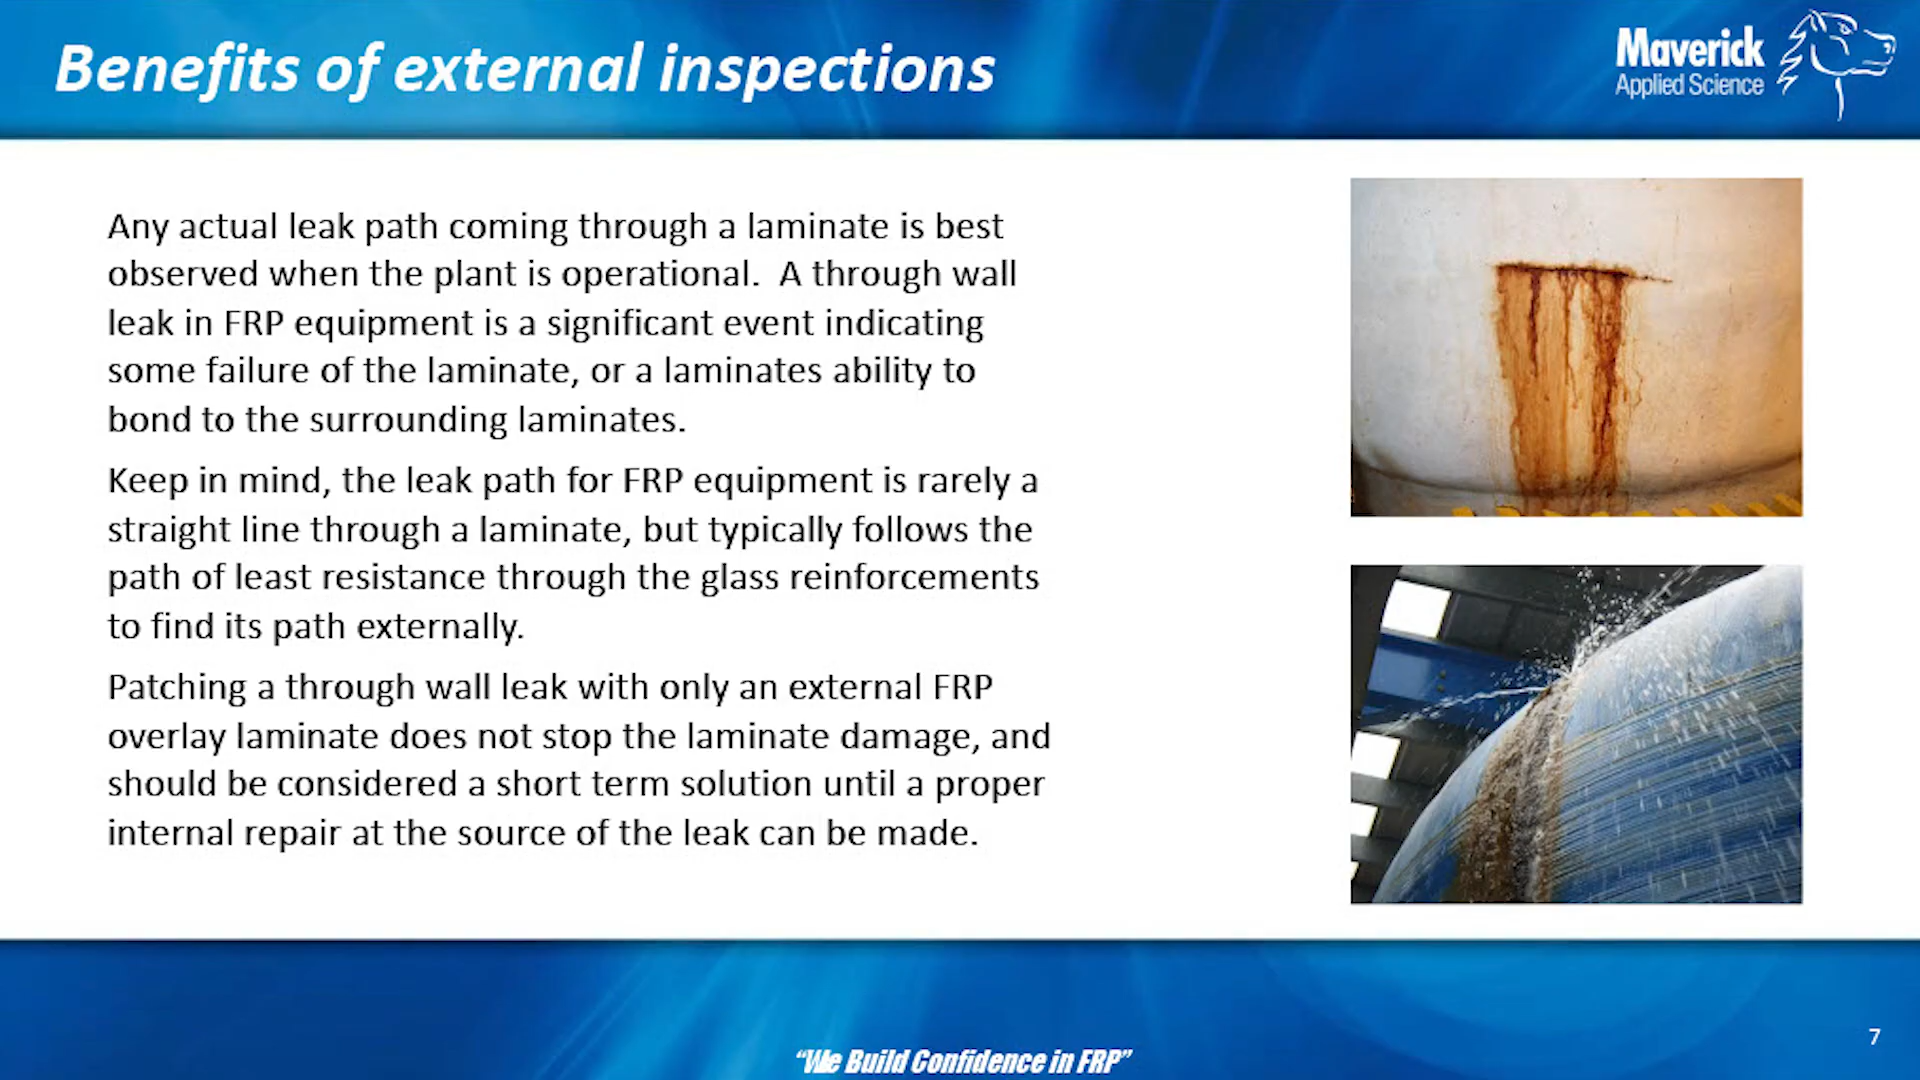 Benefits of external inspections
Maverick
Applied Science
Any actual leak path coming through a laminate is best
observed when the plant is operational.  A through wall
leak in FRP equipment is a significant event indicating
some failure of the laminate, or a laminates ability to
bond to the surrounding laminates.
Keep in mind, the leak path for FRP equipment is rarely a
straight line through a laminate, but typically follows the
path of least resistance through the glass reinforcements
to find its path externally.
Patching a through wall leak with only an external FRP
overlay laminate does not stop the laminate damage, and
should be considered a short term solution until a proper
internal repair at the source of the leak can be made.
7
“We Build Confidence in FRP”